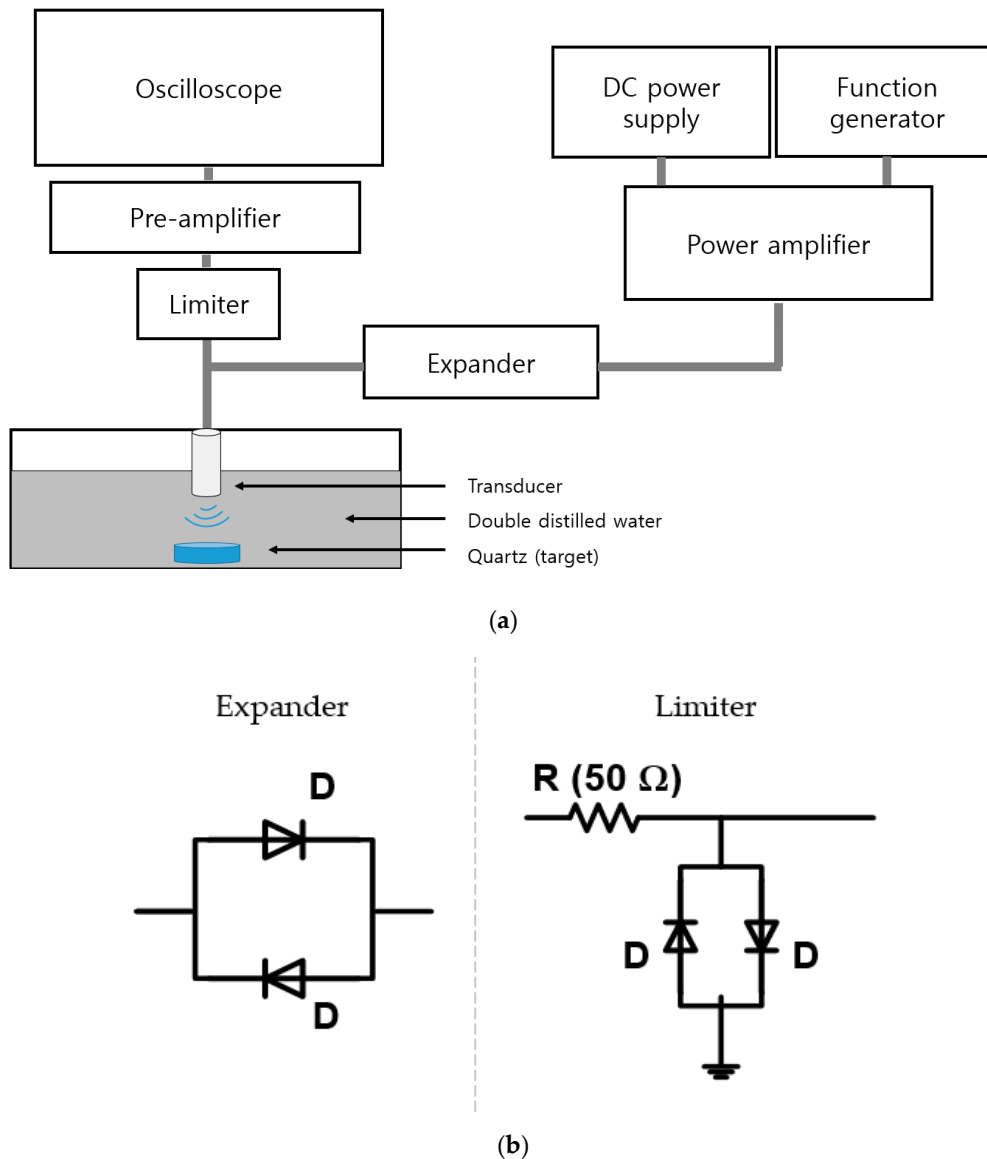 Oscilloscope
DC power
supply
Function
generator
Pre-amplifier
Power amplifier
Limiter
Expander
Transducer
Double distilled water
Quartz (target)
(a)
Expander
Limiter
D
D
R (50 Ω)
D
D
(b)